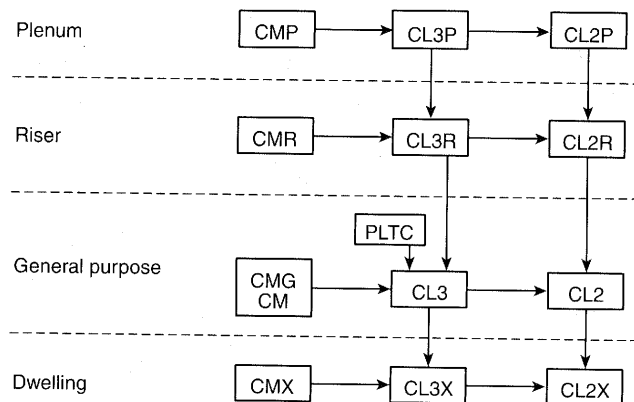 Plenum
CMP
CL3P
CL2P
Riser
CMR
CL3R
CL2R
PLTC
General purpose
CMG
CM
CL3
CL2
Dwelling
CMX
CL3X
CL2X